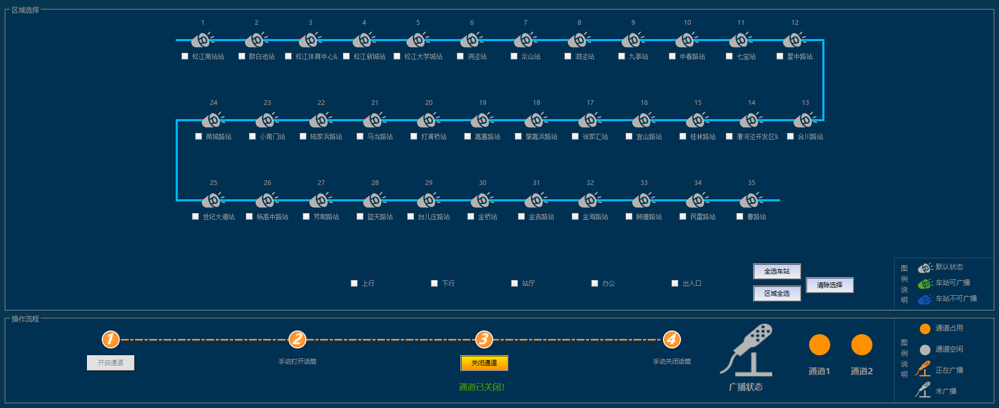 区域选择
1 2 3 4 5 6 7 8 9 10 11 12
松江南站站 醉白池站 松江体育中心站 松江新城站 松江大学城站 洞泾站 佘山站 泗泾站 九亭站 中春路站 七宝站 星中路站
24 23 22 21 20 19 18 17 16 15 14 13
商城路站 小南门站 陆家浜路站 马当路站 打浦桥站 嘉善路站 肇嘉浜路站 徐家汇站 宜山路站 桂林路站 漕河泾开发区站 合川路站
25 26 27 28 29 30 31 32 33 34 35
世纪大道站 杨高中路站 芳甸路站 蓝天路站 台儿庄路站 金桥站 金吉路站 金海路站 顾唐路站 民雷路站 曹路站
上行 下行 站厅 办公 出入口
全选车站
区域全选
清除选择
图例说明
默认状态
车站可广播
车站不可广播
操作流程
1 2 3 4
开启通道 手动打开话筒 关闭通道 手动关闭话筒
通道已关闭!
广播状态
通道1 通道2
图例说明
通道占用
通道空闲
正在广播
未广播